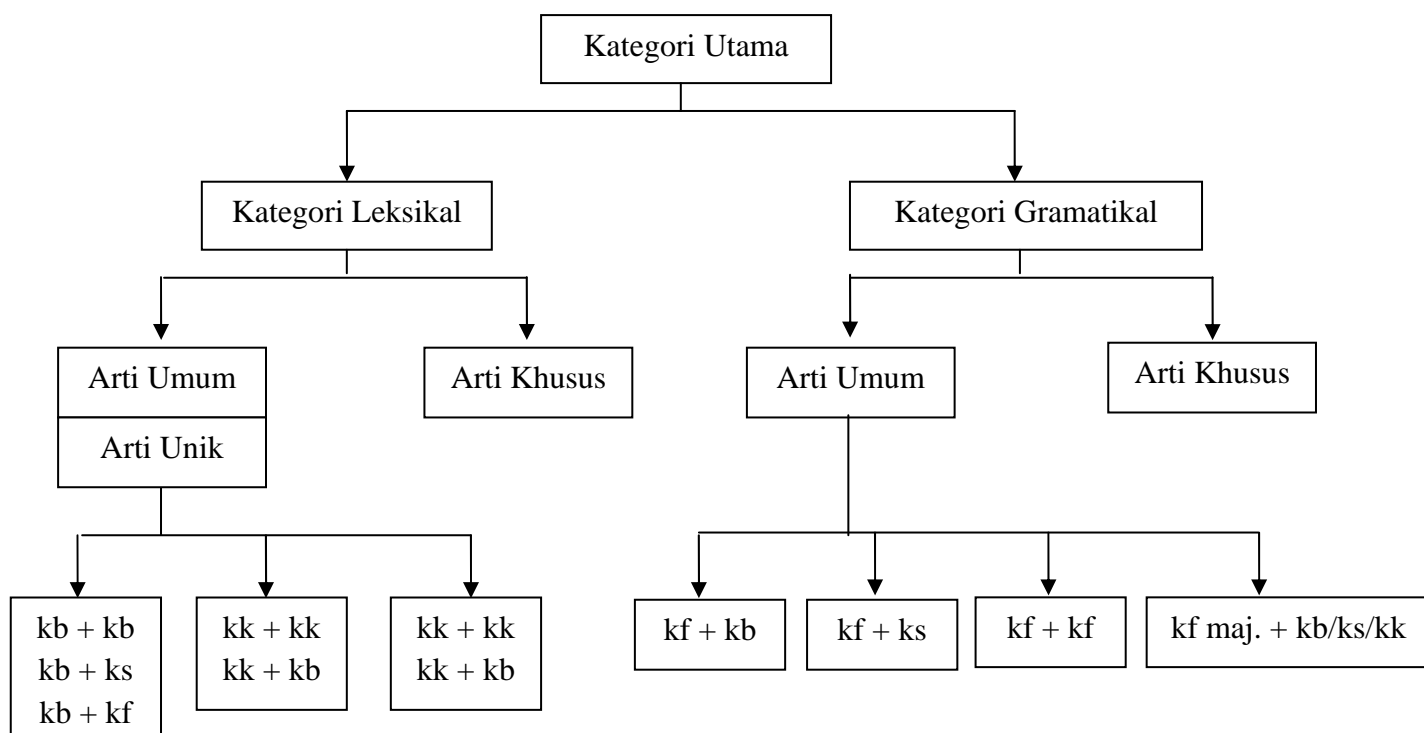 Kategori Utama
Kategori Leksikal
Kategori Gramatikal
Arti Umum
Arti Khusus
Arti Umum
Arti Khusus
Arti Unik
kb + kb
kb + ks
kb + kf
kk + kk
kk + kb
kk + kk
kk + kb
kf + kb
kf + ks
kf + kf
kf maj. + kb/ks/kk